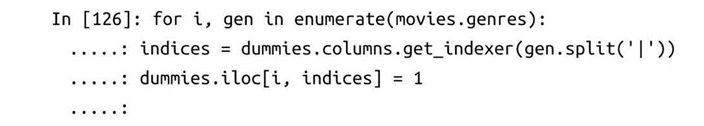 In [126]: for i, gen in enumerate(movies.genres):
.....: indices = dummies.columns.get_indexer(gen.split('|'))
.....: dummies.iloc[i, indices] = 1
.....: